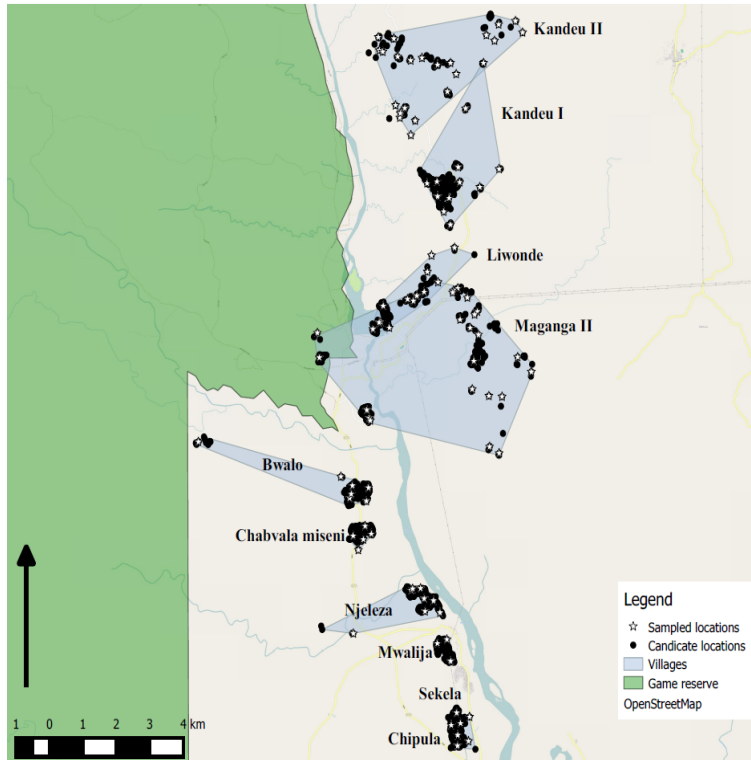 Kandeu II
Kandeu I
Liwonde
Maganga II
Bwalo
Chabvala miseni
Njeleza
Mwalija
Sekela
Chipula
Legend
Sampled locations
Candicate locations
Villages
Game reserve
OpenStreetMap
1 0 1 2 3 4 km